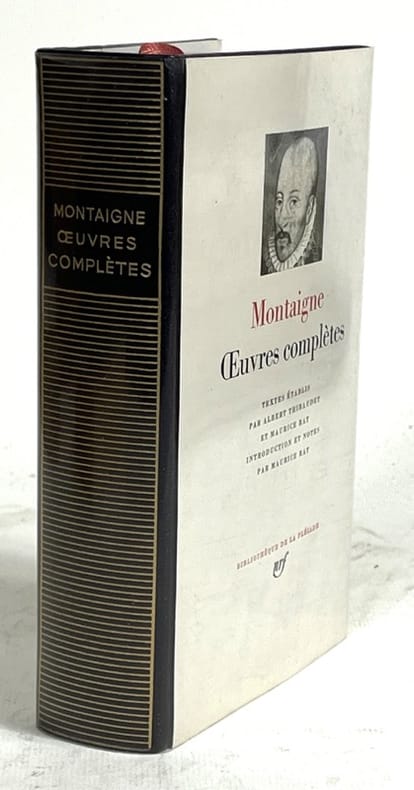 MONTAIGNE
ŒUVRES
COMPLÈTES
Montaigne
Œuvres complètes
TEXTES ÉTABLIS
PAR ALBERT THIBAUDET
ET MAURICE RAT
INTRODUCTION ET NOTES
PAR MAURICE RAT
BIBLIOTHÈQUE DE LA PLÉIADE
nrf